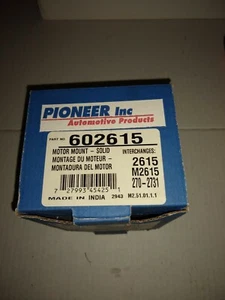 PIONEER Inc
Automotive Products
PART NO. 602615
MOTOR MOUNT - SOLID
MONTAGE DU MOTEUR -
MONTADURA DEL MOTOR
INTERCHANGES:
2615
M2615
270-2731
7 27993 45425 1
MADE IN INDIA 2943 M2,51.01.1.1